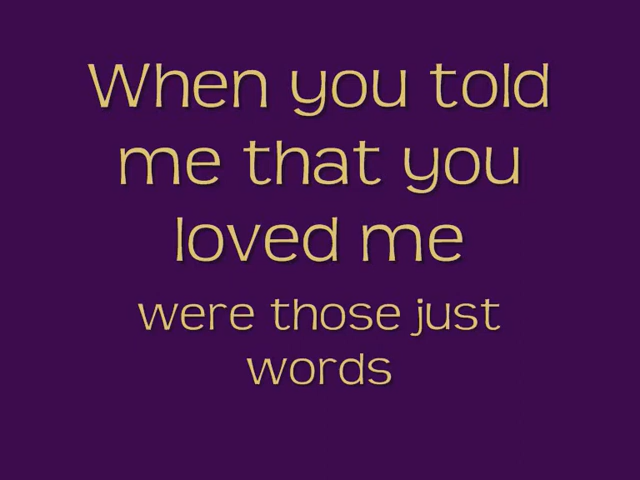 When you told
me that you
loved me
were those just
words